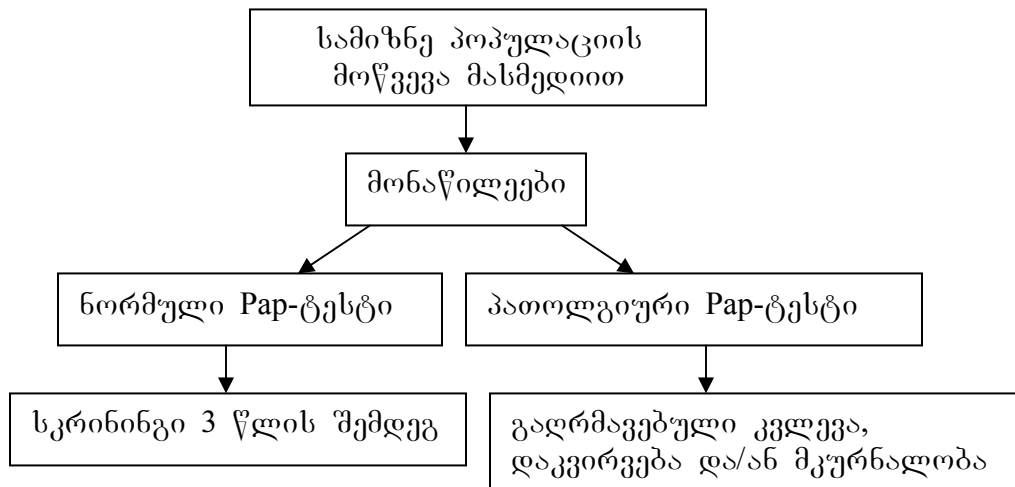 სამიზნე პოპულაციის
მოწვევა მასმედიით
მონაწილეები
ნორმული Pap-ტესტი
პათოლგიური Pap-ტესტი
სკრინინგი 3 წლის შემდეგ
გაღრმავებული კვლევა,
დაკვირვება და/ან მკურნალობა